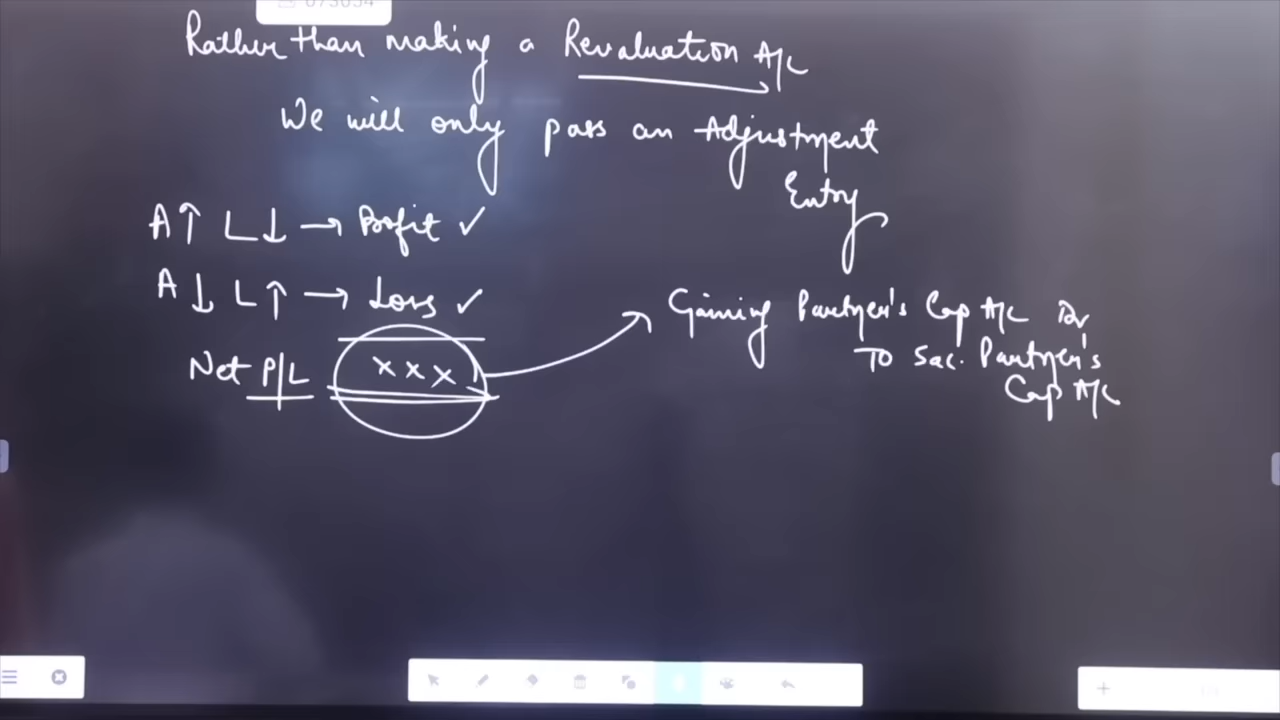 Rather than making a Revaluation A/c
We will only pass an Adjustment
Entry
A↑ L↓ → Profit ✓
A↓ L↑ → Loss ✓
Net P/L xxx
Gaining Partner's Cap A/c Dr
To Sac. Partner's
Cap A/c